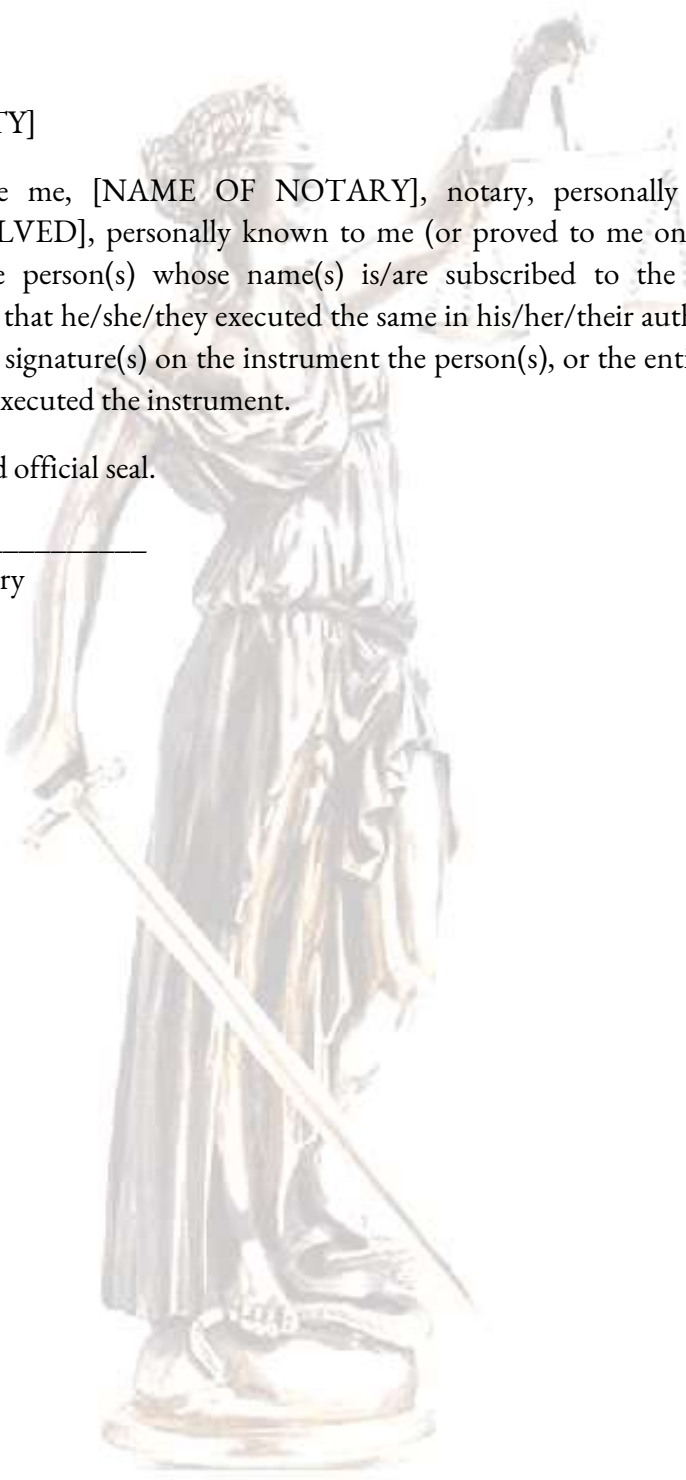 TY]
e me, [NAME OF NOTARY], notary, personally
LVED], personally known to me (or proved to me on
e person(s) whose name(s) is/are subscribed to the
that he/she/they executed the same in his/her/their auth
signature(s) on the instrument the person(s), or the enti
xecuted the instrument.
d official seal.
ry